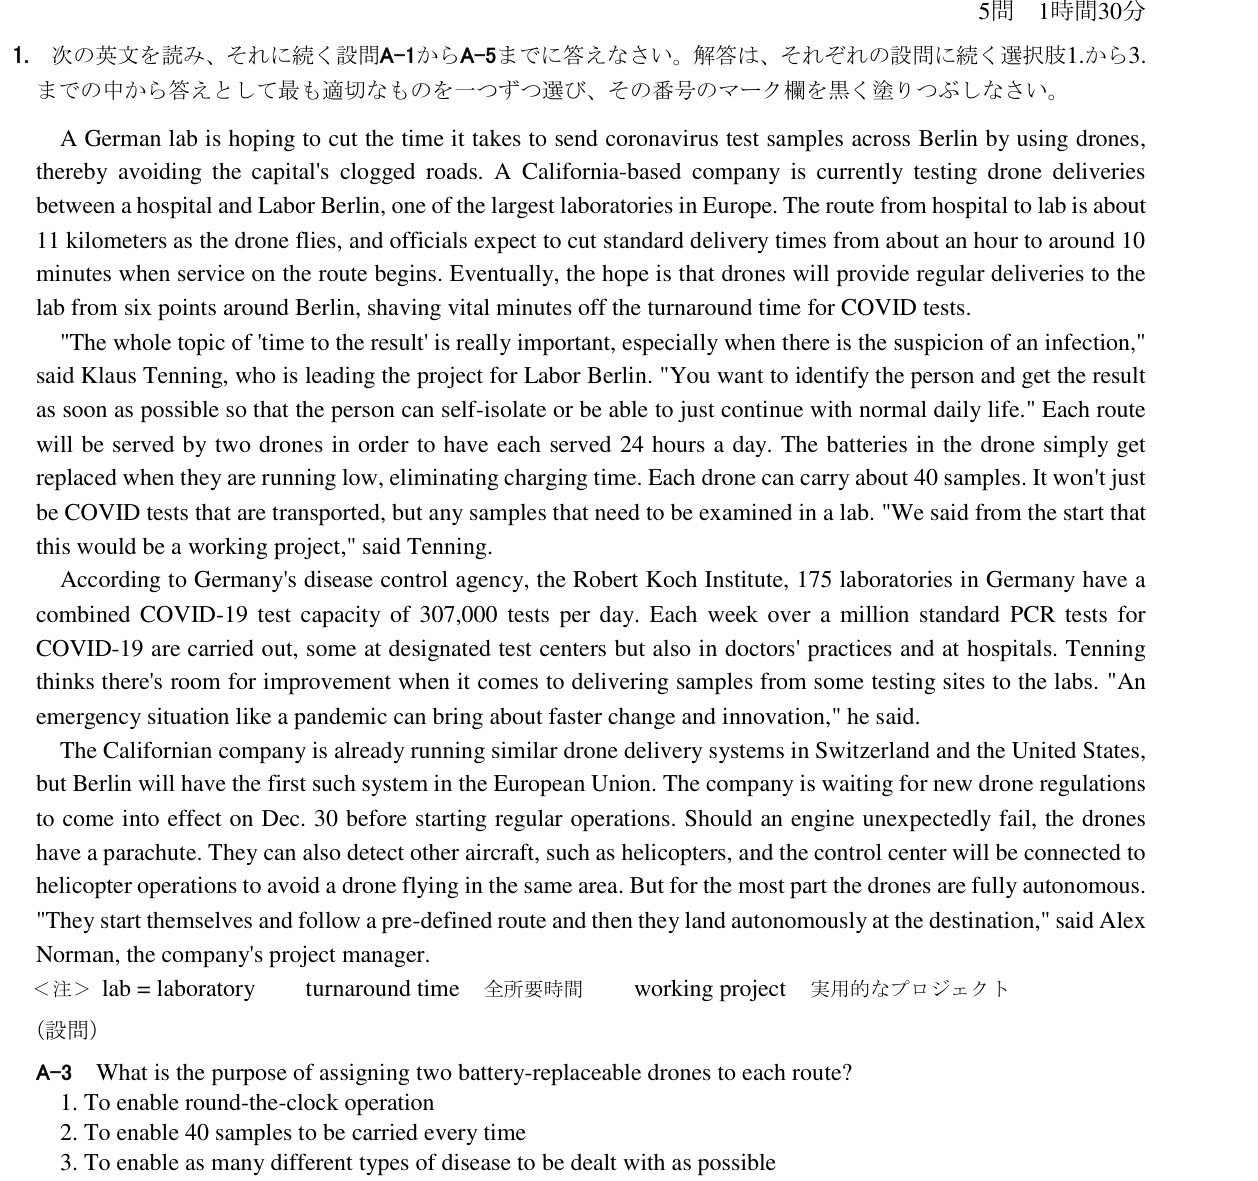 5問　1時間30分
1.　次の英文を読み、それに続く設問A−1からA−5までに答えなさい。解答は、それぞれの設問に続く選択肢1.から3.
までの中から答えとして最も適切なものを一つずつ選び、その番号のマーク欄を黒く塗りつぶしなさい。
A German lab is hoping to cut the time it takes to send coronavirus test samples across Berlin by using drones,
thereby avoiding the capital's clogged roads. A California-based company is currently testing drone deliveries
between a hospital and Labor Berlin, one of the largest laboratories in Europe. The route from hospital to lab is about
11 kilometers as the drone flies, and officials expect to cut standard delivery times from about an hour to around 10
minutes when service on the route begins. Eventually, the hope is that drones will provide regular deliveries to the
lab from six points around Berlin, shaving vital minutes off the turnaround time for COVID tests.
"The whole topic of 'time to the result' is really important, especially when there is the suspicion of an infection,"
said Klaus Tenning, who is leading the project for Labor Berlin. "You want to identify the person and get the result
as soon as possible so that the person can self-isolate or be able to just continue with normal daily life." Each route
will be served by two drones in order to have each served 24 hours a day. The batteries in the drone simply get
replaced when they are running low, eliminating charging time. Each drone can carry about 40 samples. It won't just
be COVID tests that are transported, but any samples that need to be examined in a lab. "We said from the start that
this would be a working project," said Tenning.
According to Germany's disease control agency, the Robert Koch Institute, 175 laboratories in Germany have a
combined COVID-19 test capacity of 307,000 tests per day. Each week over a million standard PCR tests for
COVID-19 are carried out, some at designated test centers but also in doctors' practices and at hospitals. Tenning
thinks there's room for improvement when it comes to delivering samples from some testing sites to the labs. "An
emergency situation like a pandemic can bring about faster change and innovation," he said.
The Californian company is already running similar drone delivery systems in Switzerland and the United States,
but Berlin will have the first such system in the European Union. The company is waiting for new drone regulations
to come into effect on Dec. 30 before starting regular operations. Should an engine unexpectedly fail, the drones
have a parachute. They can also detect other aircraft, such as helicopters, and the control center will be connected to
helicopter operations to avoid a drone flying in the same area. But for the most part the drones are fully autonomous.
"They start themselves and follow a pre-defined route and then they land autonomously at the destination," said Alex
Norman, the company's project manager.
＜注＞ lab = laboratory　turnaround time　全所要時間　working project　実用的なプロジェクト
（設問）
A−3　What is the purpose of assigning two battery-replaceable drones to each route?
1. To enable round-the-clock operation
2. To enable 40 samples to be carried every time
3. To enable as many different types of disease to be dealt with as possible